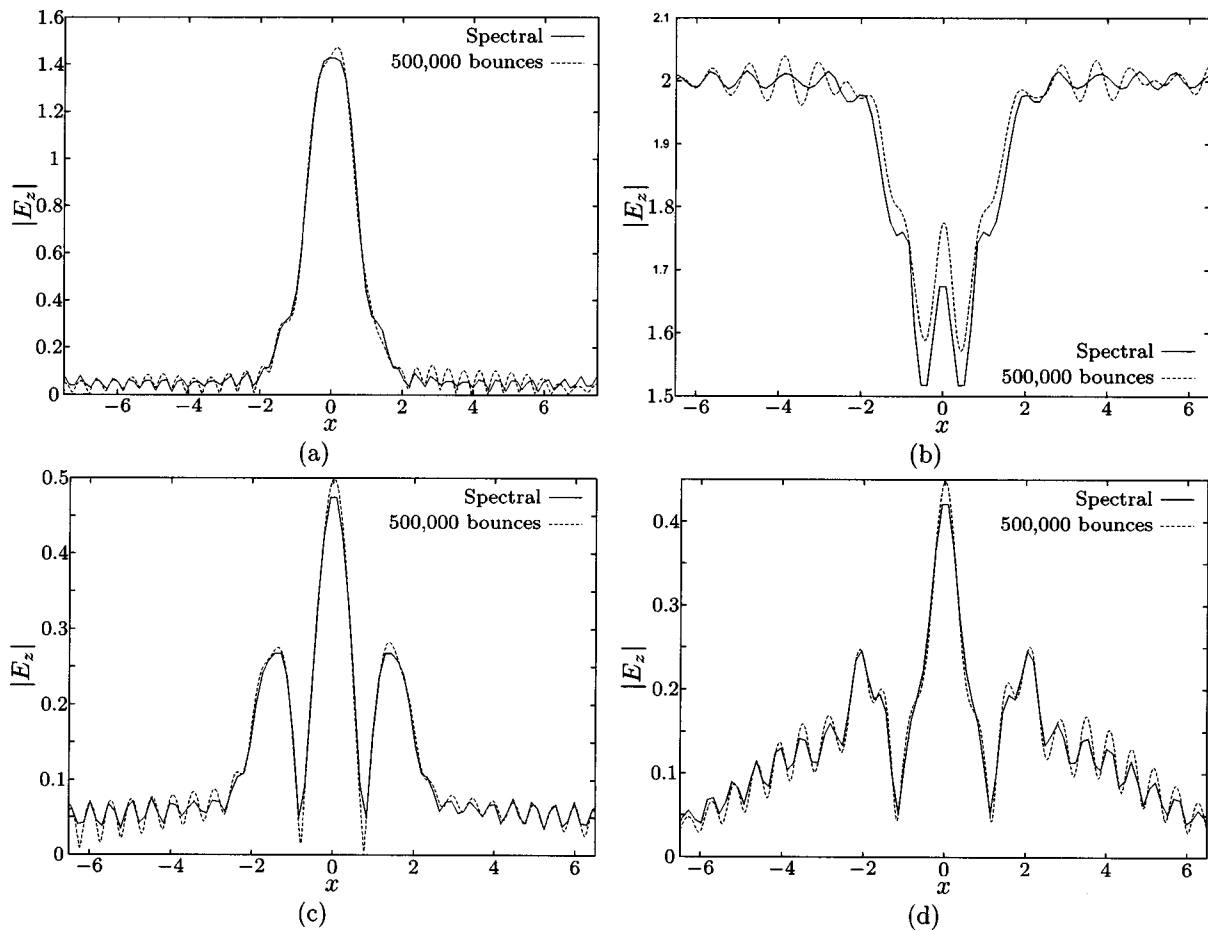 1.6
1.4
1.2
1
0.8
0.6
0.4
0.2
0
|E_z|
Spectral
500,000 bounces
−6 −4 −2 0 2 4 6
x
(a)
2.1
2
1.9
1.8
1.7
1.6
1.5
|E_z|
Spectral
500,000 bounces
−6 −4 −2 0 2 4 6
x
(b)
0.5
0.4
0.3
0.2
0.1
0
|E_z|
Spectral
500,000 bounces
−6 −4 −2 0 2 4 6
x
(c)
0.4
0.3
0.2
0.1
0
|E_z|
Spectral
500,000 bounces
−6 −4 −2 0 2 4 6
x
(d)